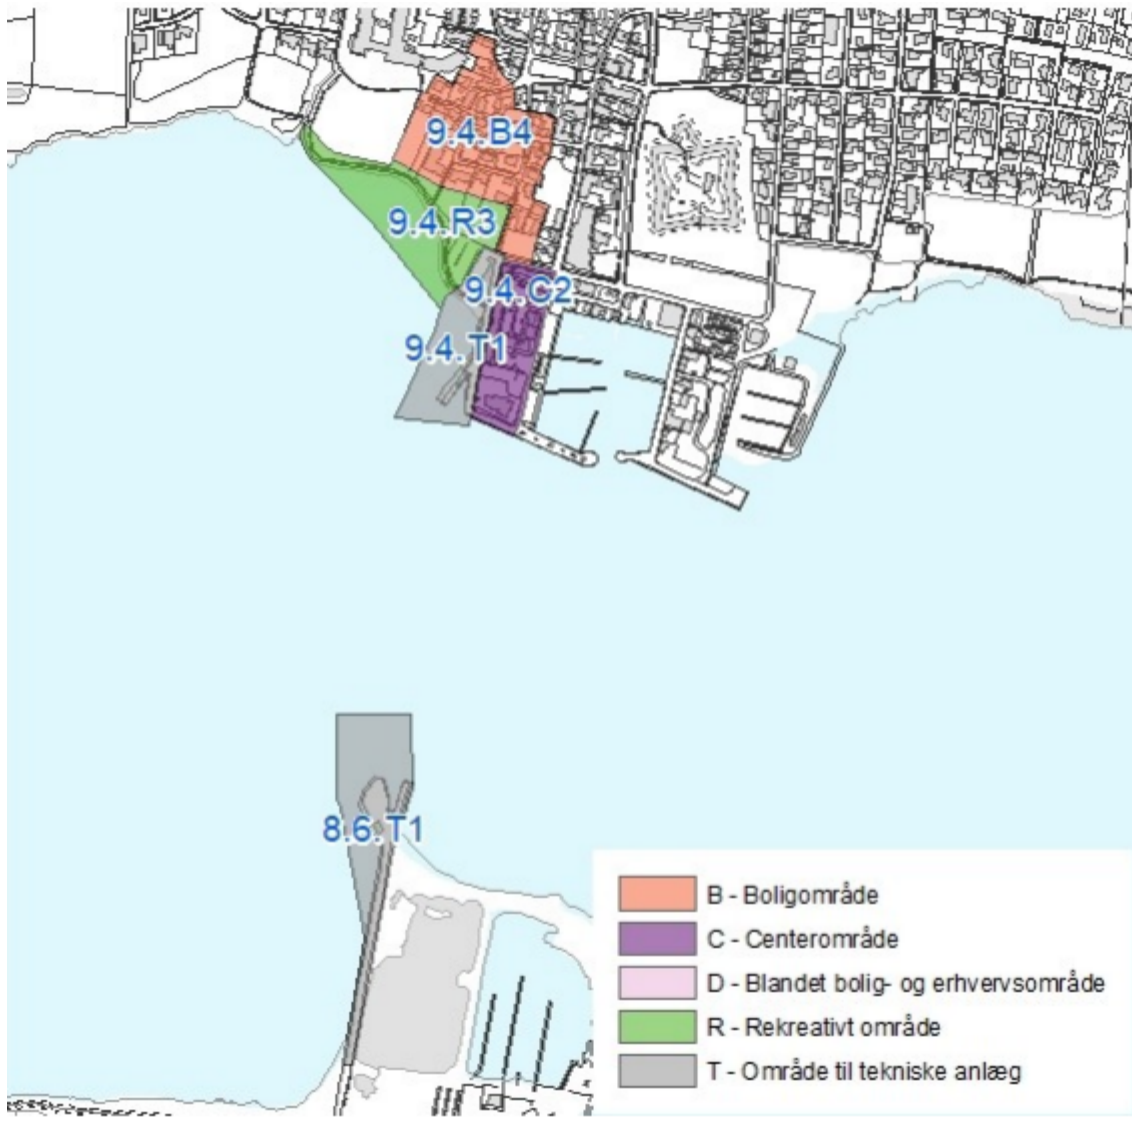 9.4.B4
9.4.R3
9.4.C2
9.4.T1
8.6.T1
B - Boligområde
C - Centerområde
D - Blandet bolig- og erhvervsområde
R - Rekreativt område
T - Område til tekniske anlæg